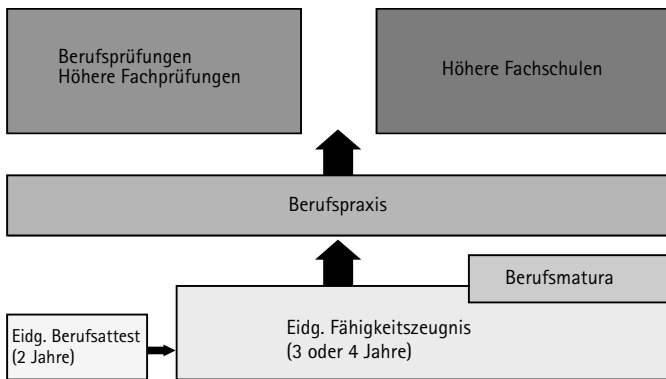 Berufsprüfungen
Höhere Fachprüfungen
Höhere Fachschulen
Berufspraxis
Berufsmatura
Eidg. Berufsattest
(2 Jahre)
Eidg. Fähigkeitszeugnis
(3 oder 4 Jahre)